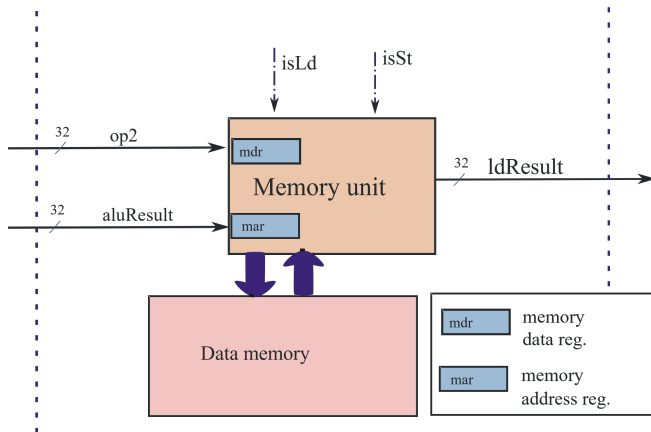 isLd
isSt
32
op2
mdr
32
ldResult
Memory unit
32
aluResult
mar
Data memory
mdr
memory
data reg.
mar
memory
address reg.